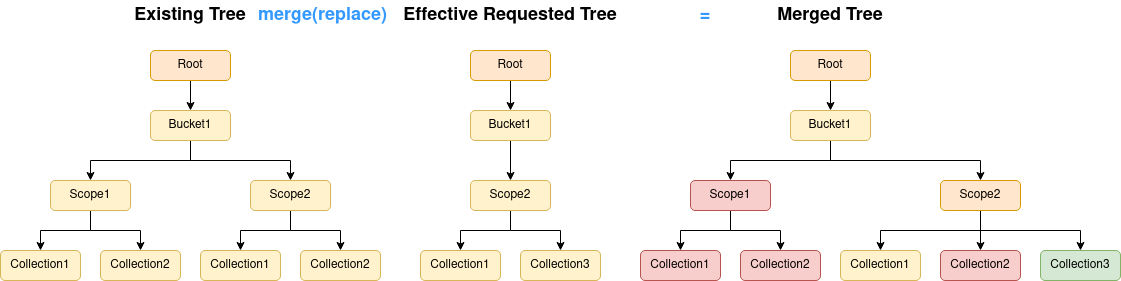 Existing Tree merge(replace) Effective Requested Tree = Merged Tree
Root Root Root
Bucket1 Bucket1 Bucket1
Scope1 Scope2 Scope2 Scope1 Scope2
Collection1 Collection2 Collection1 Collection2 Collection1 Collection3 Collection1 Collection2 Collection1 Collection2 Collection3